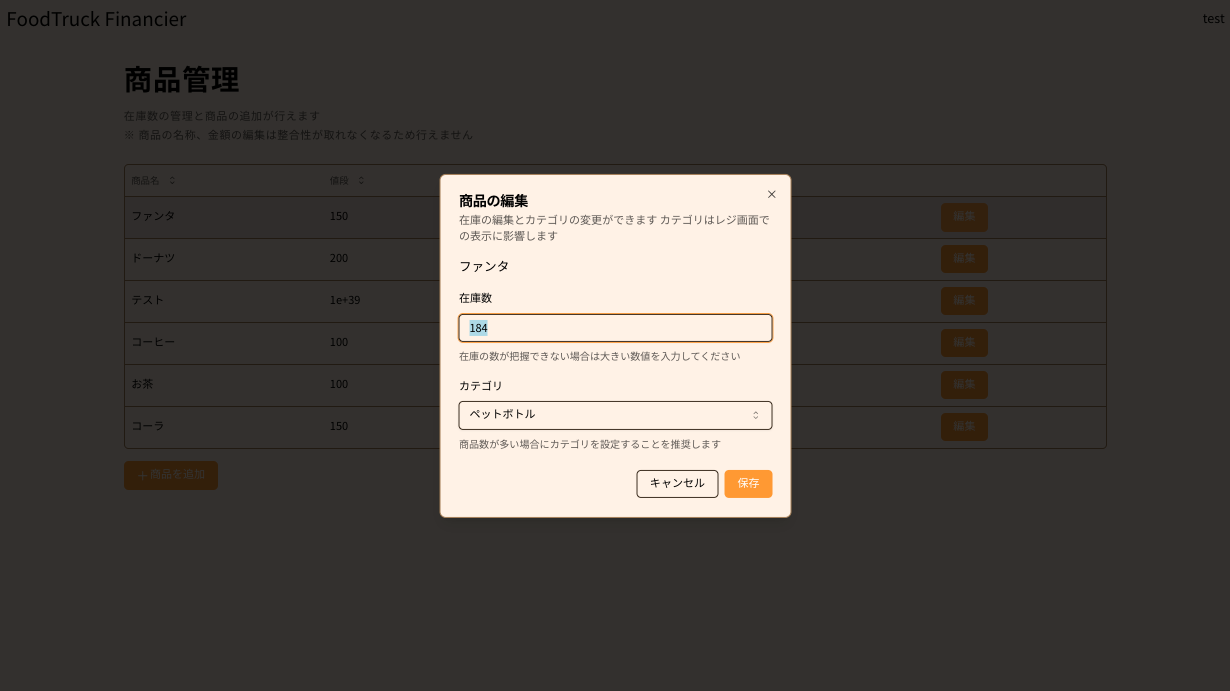 FoodTruck Financier
test
商品管理
在庫数の管理と商品の追加が行えます
※ 商品の名称、金額の編集は整合性が取れなくなるため行えません
商品名 値段
ファンタ 150 編集
ドーナツ 200 編集
テスト 1e+39 編集
コーヒー 100 編集
お茶 100 編集
コーラ 150 編集
＋商品を追加
商品の編集
在庫の編集とカテゴリの変更ができます カテゴリはレジ画面で
の表示に影響します
ファンタ
在庫数
184
在庫の数が把握できない場合は大きい数値を入力してください
カテゴリ
ペットボトル
商品数が多い場合にカテゴリを設定することを推奨します
キャンセル 保存